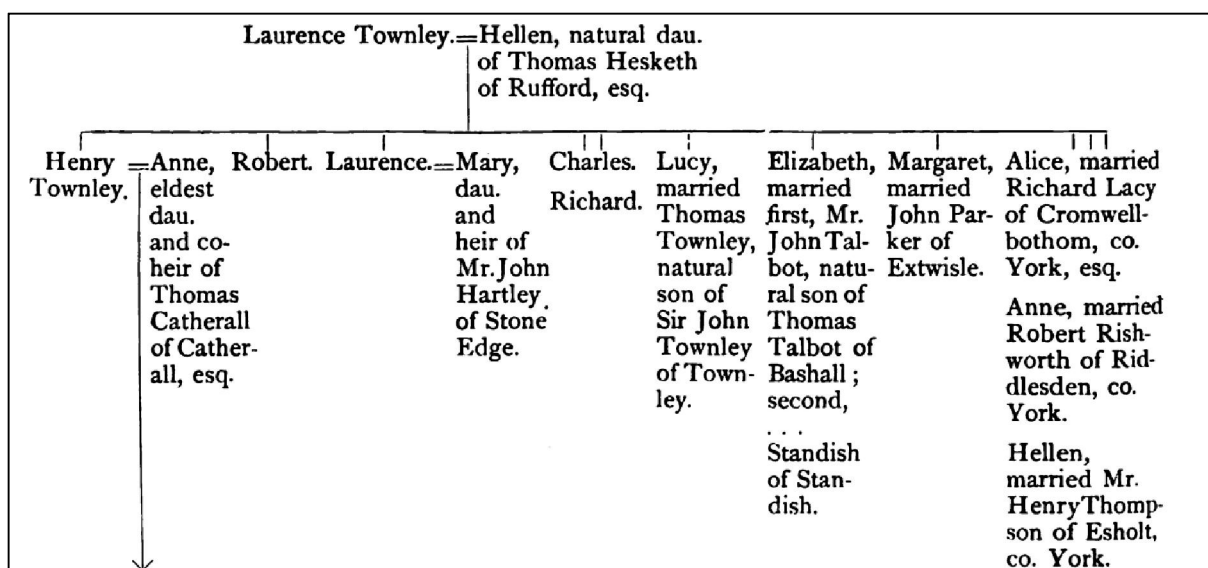 Laurence Townley.=Hellen, natural dau.
of Thomas Hesketh
of Rufford, esq.
Henry
Townley.
=Anne,
eldest
dau.
and co-
heir of
Thomas
Catherall
of Cather-
all, esq.
Robert.
Laurence.=Mary,
dau.
and
heir of
Mr. John
Hartley
of Stone
Edge.
Charles.
Richard.
Lucy,
married
Thomas
Townley,
natural
son of
Sir John
Townley
of Town-
ley.
Elizabeth,
married
first, Mr.
John Tal-
bot, natu-
ral son of
Thomas
Talbot of
Bashall;
second,
. . .
Standish
of Stan-
dish.
Margaret,
married
John Par-
ker of
Extwisle.
Alice, married
Richard Lacy
of Cromwell-
bothom, co.
York, esq.
Anne, married
Robert Rish-
worth of Rid-
dlesden, co.
York.
Hellen,
married Mr.
Henry Thomp-
son of Esholt,
co. York.